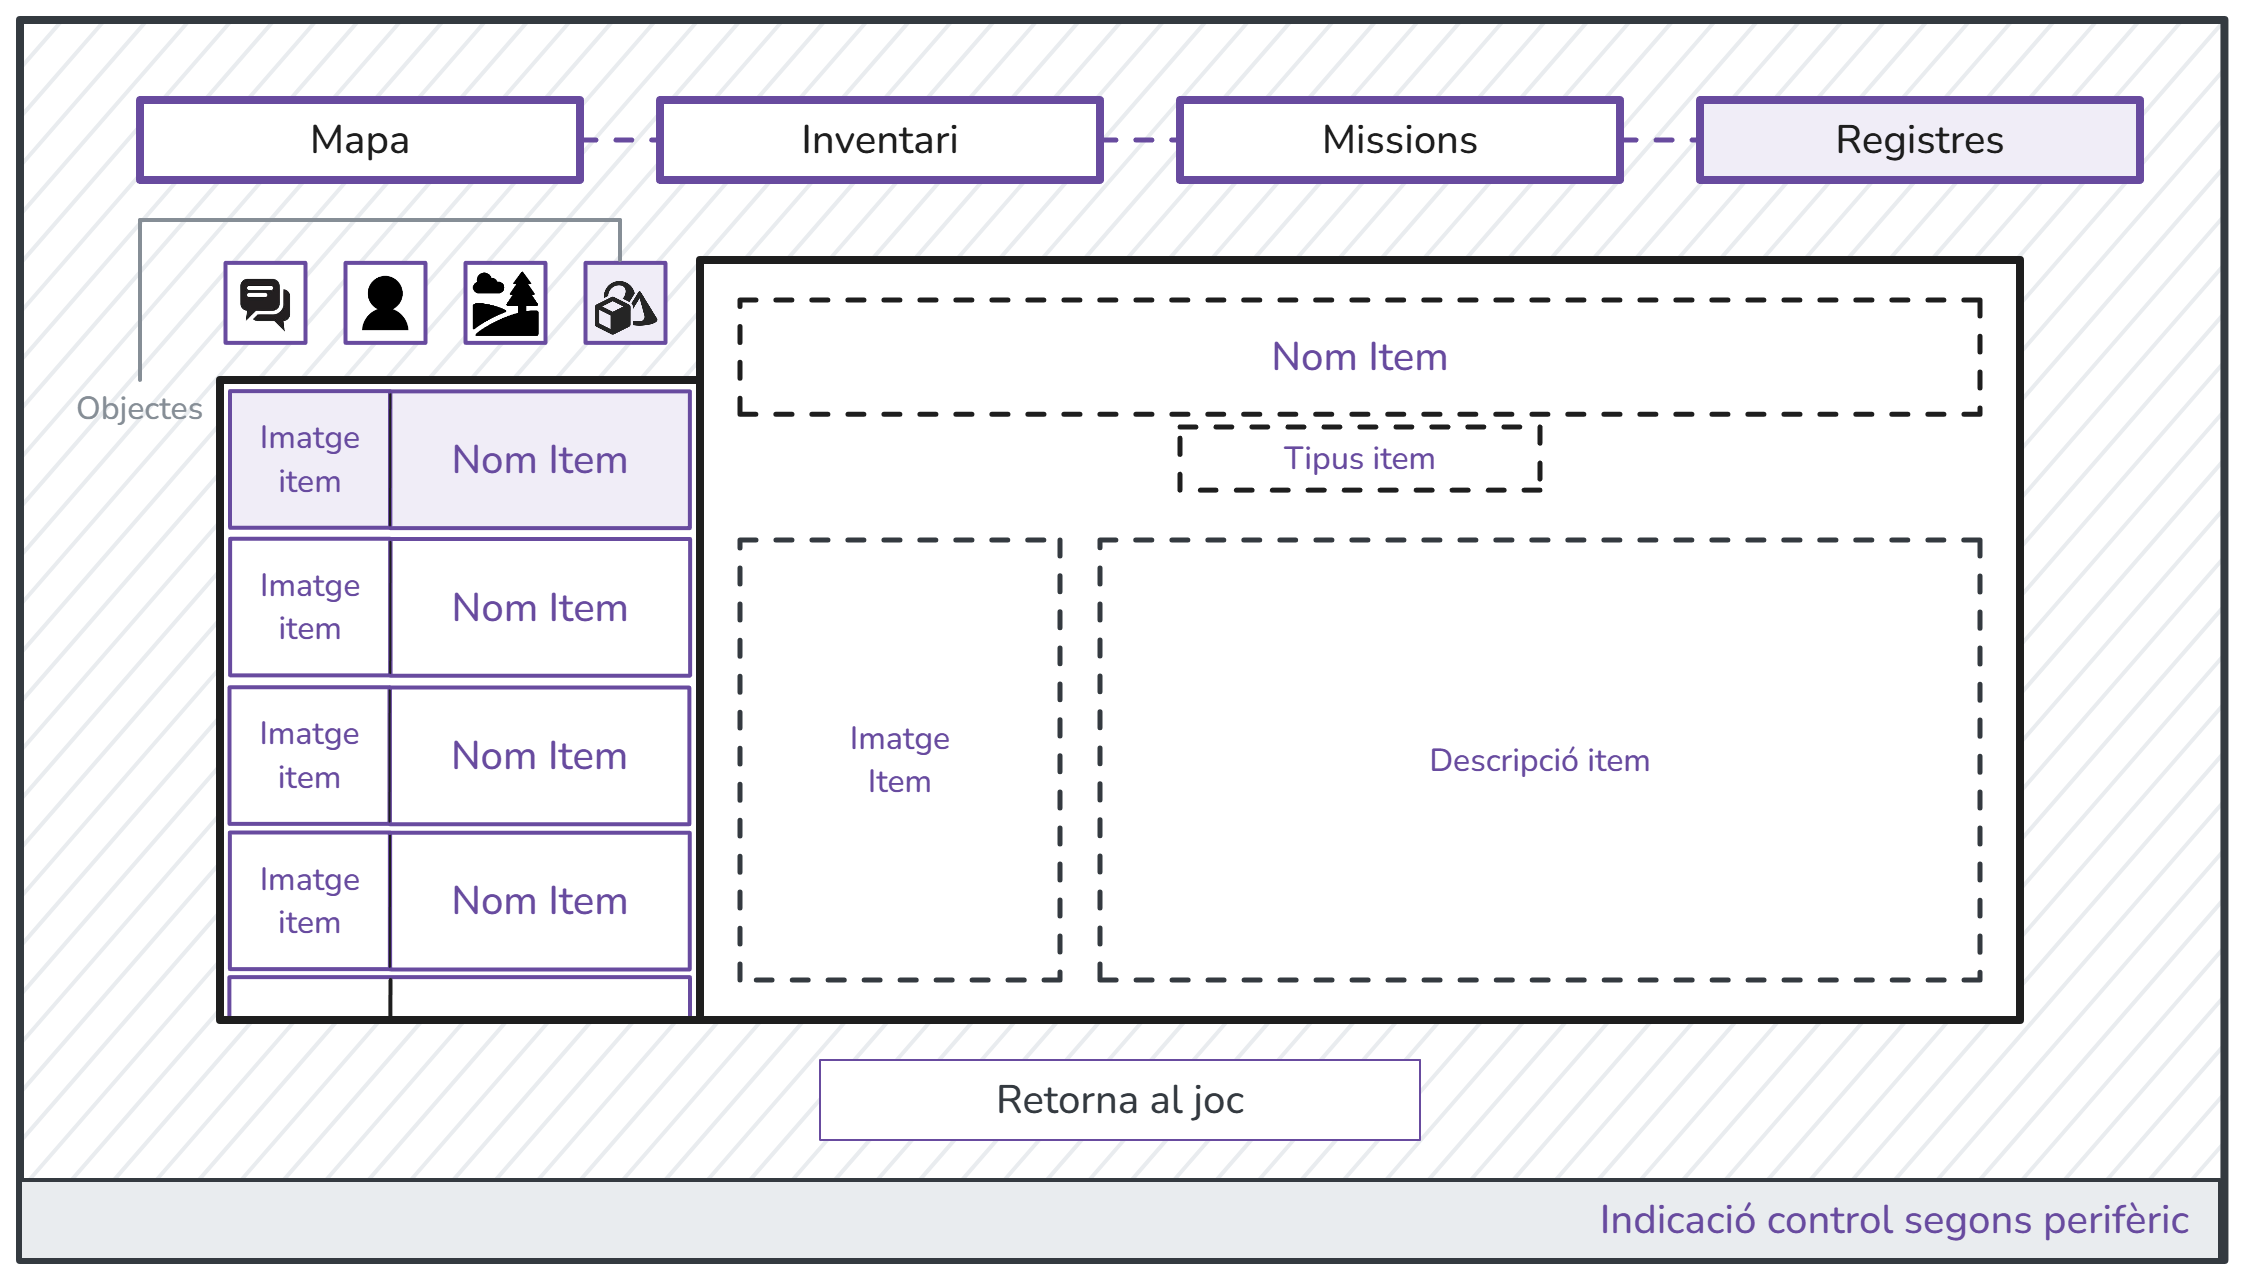 Mapa
Inventari
Missions
Registres
Objectes
Imatge
item
Nom Item
Imatge
item
Nom Item
Imatge
item
Nom Item
Imatge
item
Nom Item
Nom Item
Tipus item
Imatge
Item
Descripció item
Retorna al joc
Indicació control segons perifèric